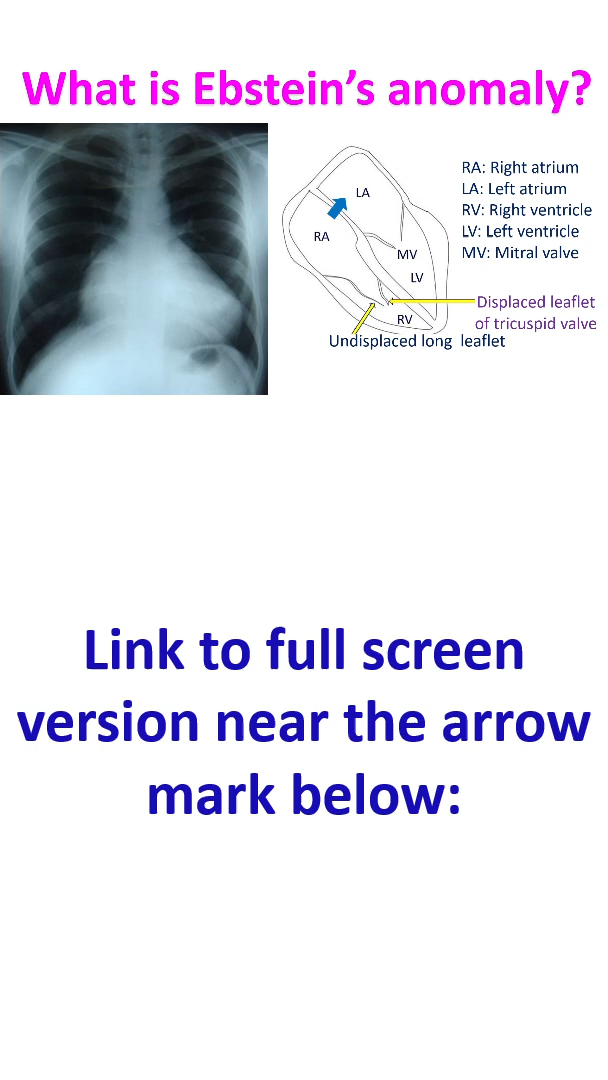 What is Ebstein's anomaly?
LA
RA
MV
LV
RV
RA: Right atrium
LA: Left atrium
RV: Right ventricle
LV: Left ventricle
MV: Mitral valve
Displaced leaflet
of tricuspid valve
Undisplaced long leaflet
Link to full screen
version near the arrow
mark below: